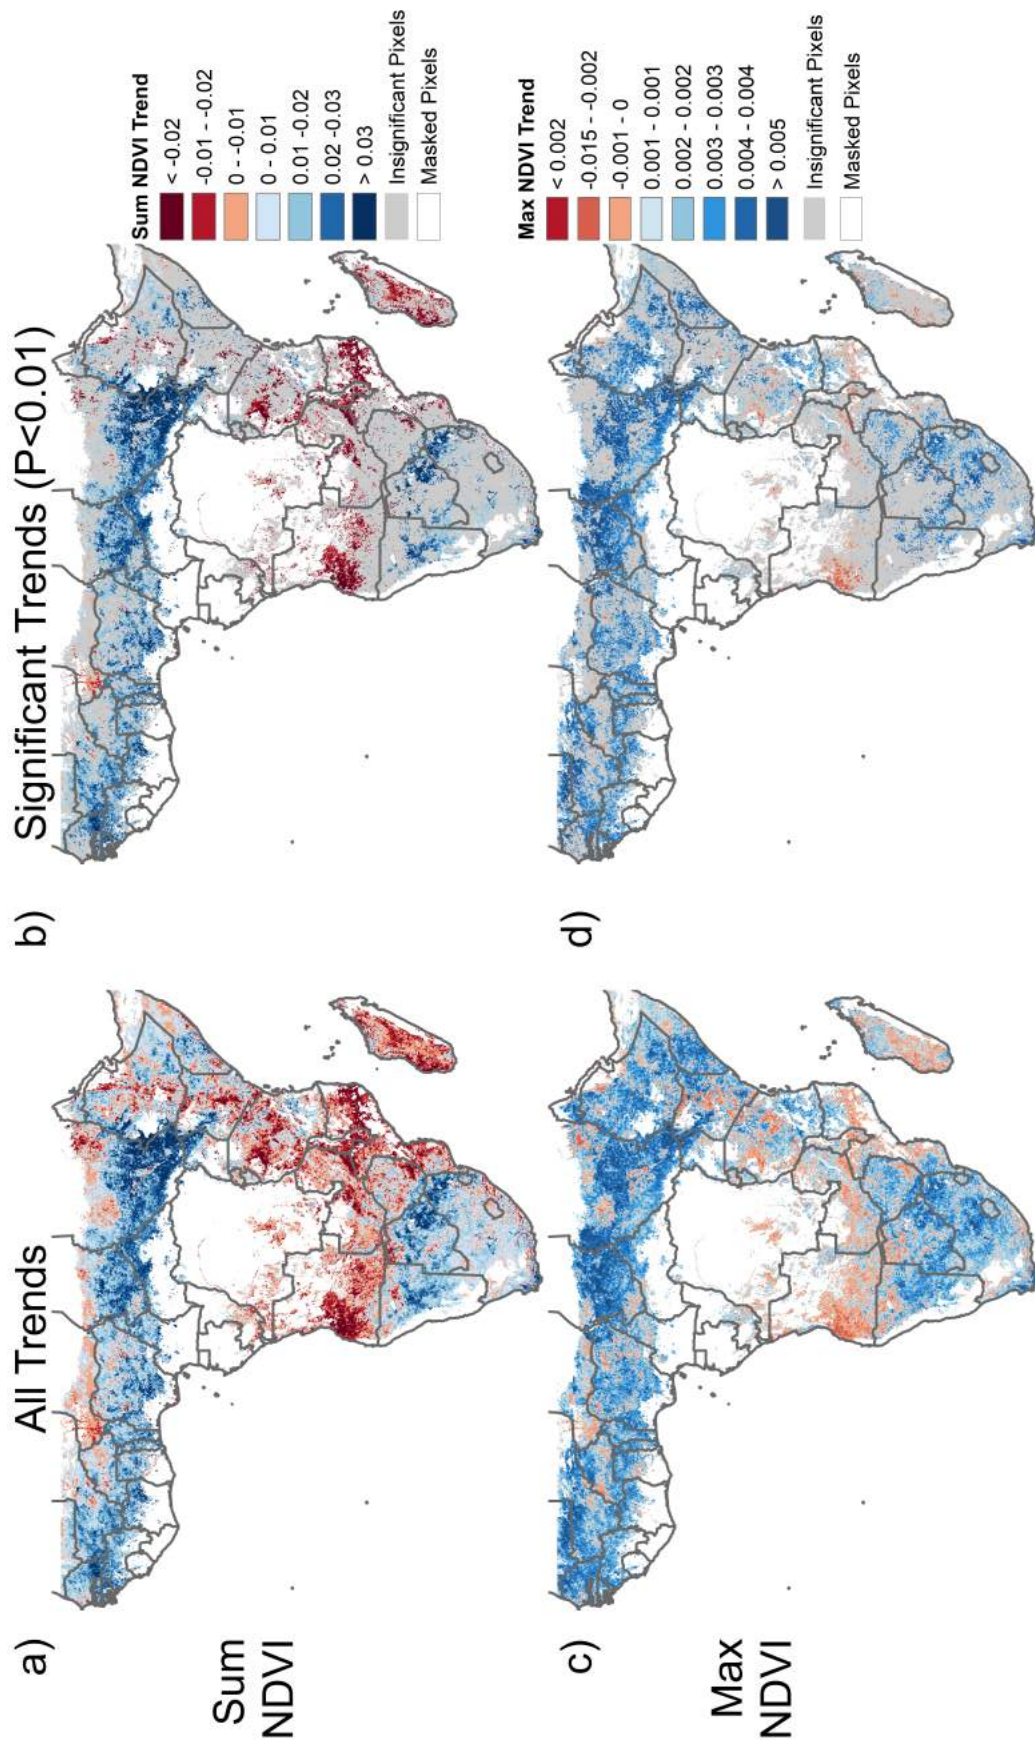 All Trends
Significant Trends (P<0.01)
a)
b)
Sum
NDVI
Sum NDVI Trend
< -0.02
-0.01 - -0.02
0 - -0.01
0 - 0.01
0.01 -0.02
0.02 -0.03
> 0.03
Insignificant Pixels
Masked Pixels
c)
d)
Max
NDVI
Max NDVI Trend
< 0.002
-0.015 - -0.002
-0.001 - 0
0.001 - 0.001
0.002 - 0.002
0.003 - 0.003
0.004 - 0.004
> 0.005
Insignificant Pixels
Masked Pixels